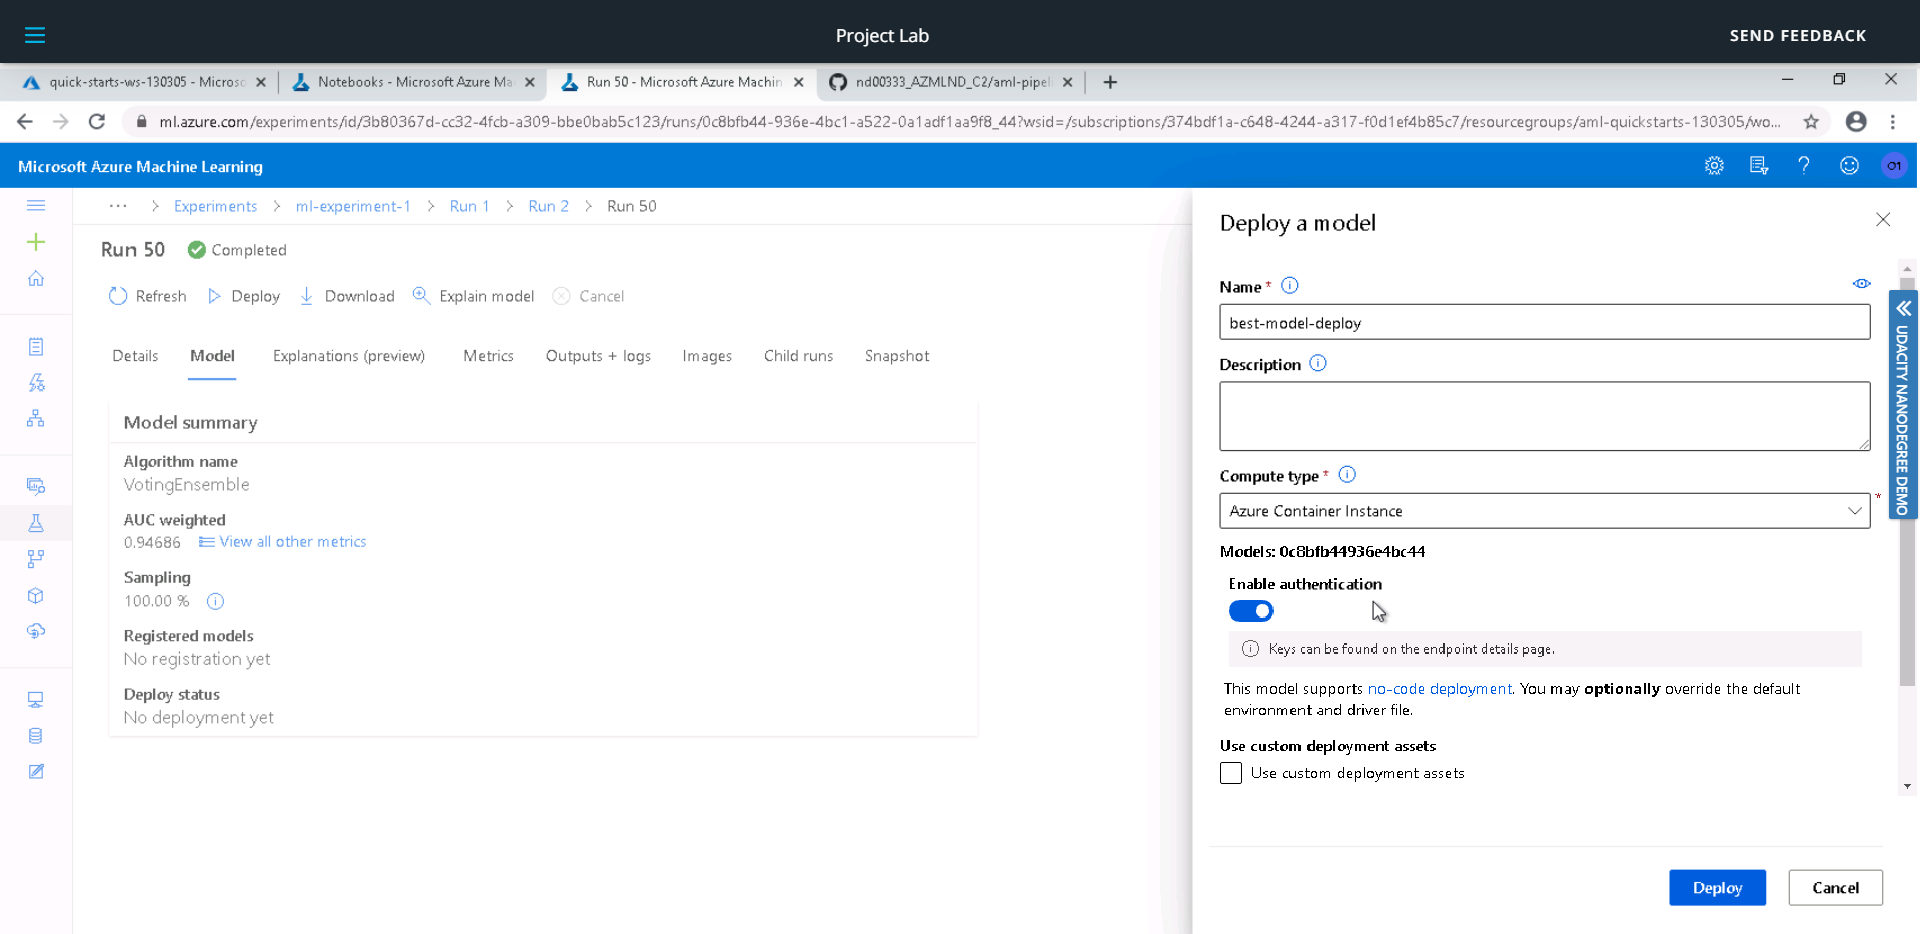 Project Lab
SEND FEEDBACK
quick-starts-ws-130305 - Microso
Notebooks - Microsoft Azure Ma
Run 50 - Microsoft Azure Machin
nd00333_AZMLND_C2/aml-pipel
ml.azure.com/experiments/id/3b80367d-cc32-4fcb-a309-bbe0bab5c123/runs/0c8bfb44-936e-4bc1-a522-0a1adf1aa9f8_44?wsid=/subscriptions/374bdf1a-c648-4244-a317-f0d1ef4b85c7/resourcegroups/aml-quickstarts-130305/wo...
Microsoft Azure Machine Learning
O1
... > Experiments > ml-experiment-1 > Run 1 > Run 2 > Run 50
Run 50 Completed
Refresh Deploy Download Explain model Cancel
Details Model Explanations (preview) Metrics Outputs + logs Images Child runs Snapshot
Model summary
Algorithm name
VotingEnsemble
AUC weighted
0.94686 View all other metrics
Sampling
100.00 %
Registered models
No registration yet
Deploy status
No deployment yet
Deploy a model
Name *
best-model-deploy
Description
Compute type *
Azure Container Instance
*
Models: 0c8bfb44936e4bc44
Enable authentication
Keys can be found on the endpoint details page.
This model supports no-code deployment. You may optionally override the default
environment and driver file.
Use custom deployment assets
Use custom deployment assets
Deploy
Cancel
UDACITY NANODEGREE DEMO